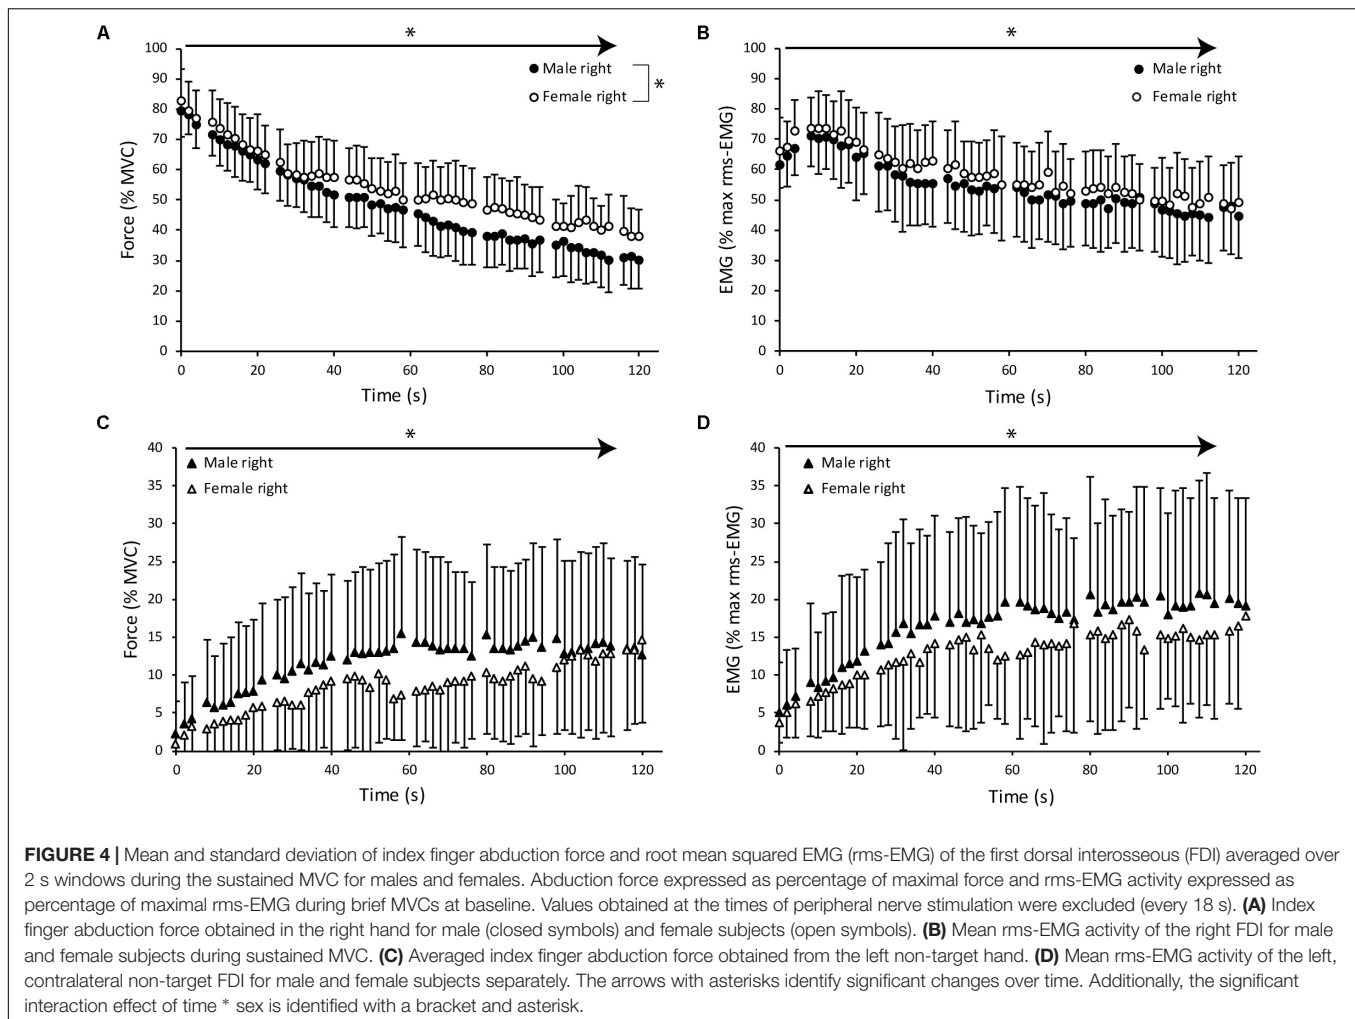 A
*
100
90
80
70
60
50
40
30
20
10
0
Force (% MVC)
Male right
Female right
*
0 20 40 60 80 100 120
Time (s)
B
*
100
90
80
70
60
50
40
30
20
10
0
EMG (% max rms-EMG)
Male right
Female right
0 20 40 60 80 100 120
Time (s)
C
*
40
35
30
25
20
15
10
5
0
Force (% MVC)
Male right
Female right
0 20 40 60 80 100 120
Time (s)
D
*
40
35
30
25
20
15
10
5
0
EMG (% max rms-EMG)
Male right
Female right
0 20 40 60 80 100 120
Time (s)
FIGURE 4 | Mean and standard deviation of index finger abduction force and root mean squared EMG (rms-EMG) of the first dorsal interosseous (FDI) averaged over
2 s windows during the sustained MVC for males and females. Abduction force expressed as percentage of maximal force and rms-EMG activity expressed as
percentage of maximal rms-EMG during brief MVCs at baseline. Values obtained at the times of peripheral nerve stimulation were excluded (every 18 s). (A) Index
finger abduction force obtained in the right hand for male (closed symbols) and female subjects (open symbols). (B) Mean rms-EMG activity of the right FDI for male
and female subjects during sustained MVC. (C) Averaged index finger abduction force obtained from the left non-target hand. (D) Mean rms-EMG activity of the left,
contralateral non-target FDI for male and female subjects separately. The arrows with asterisks identify significant changes over time. Additionally, the significant
interaction effect of time * sex is identified with a bracket and asterisk.